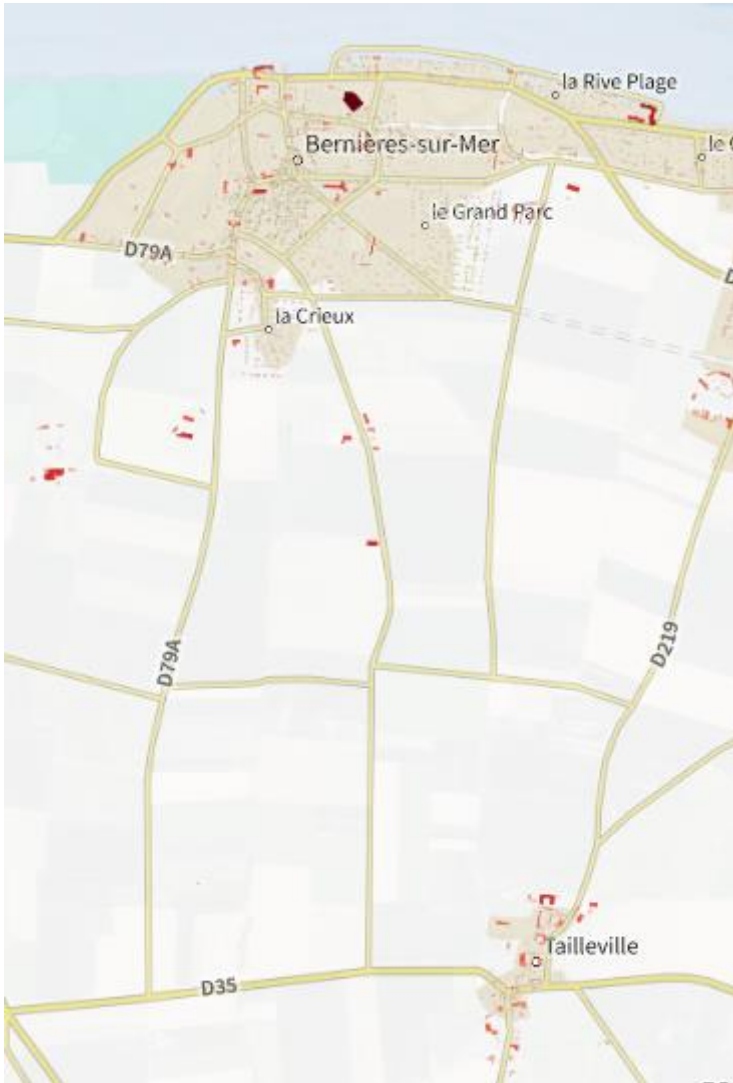 la Rive Plage
Bernières-sur-Mer
le Grand Parc
D79A
la Crieux
D79A
D219
Tailleville
D35